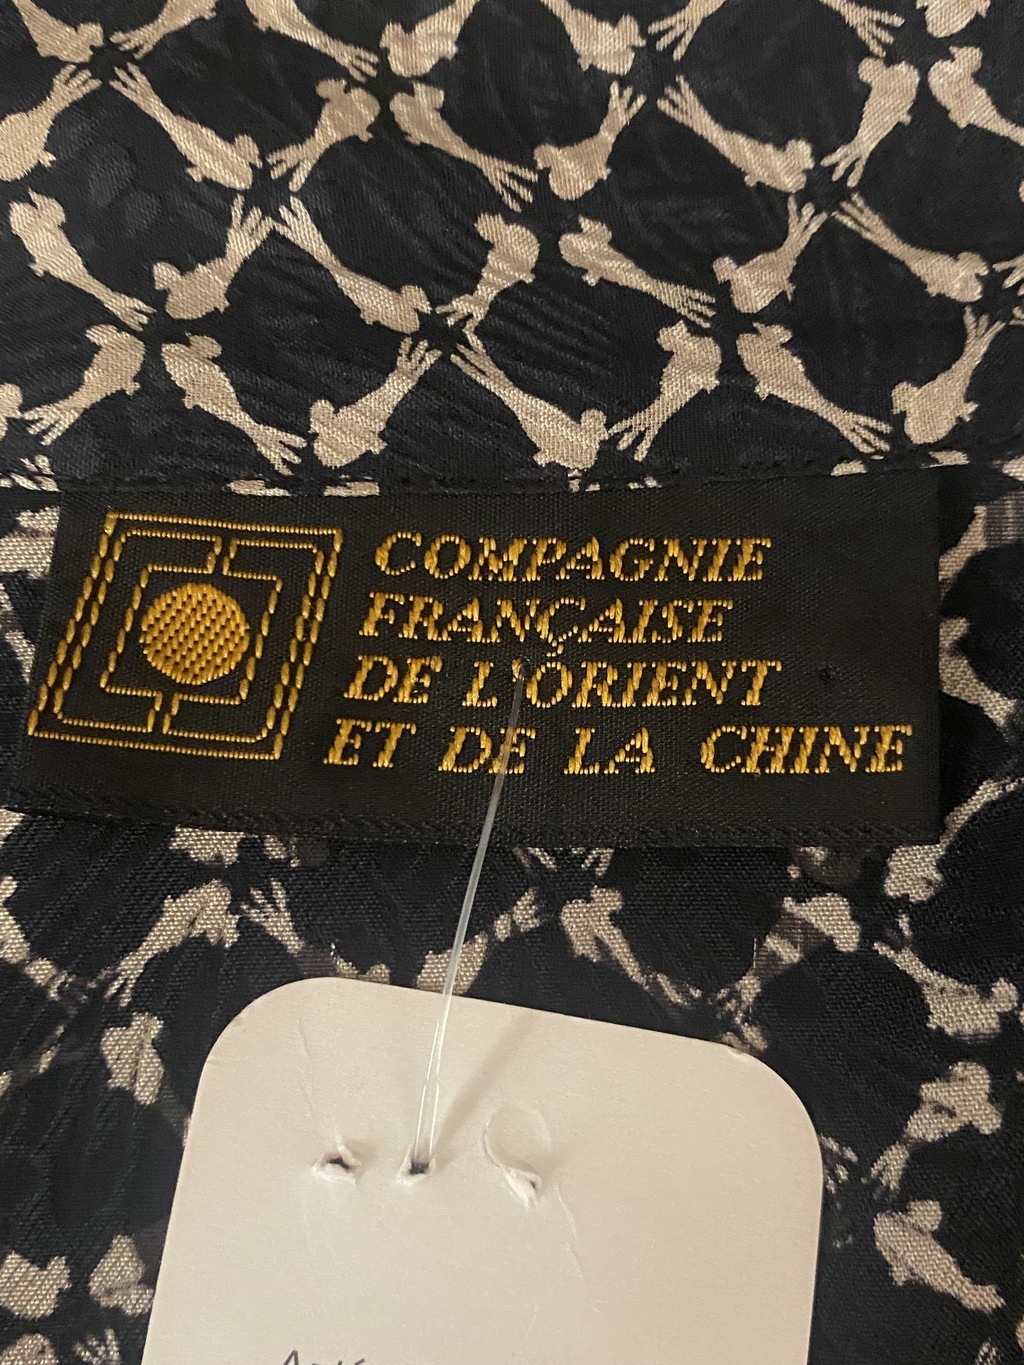 COMPAGNIE
FRANÇAISE
DE L'ORIENT
ET DE LA CHINE